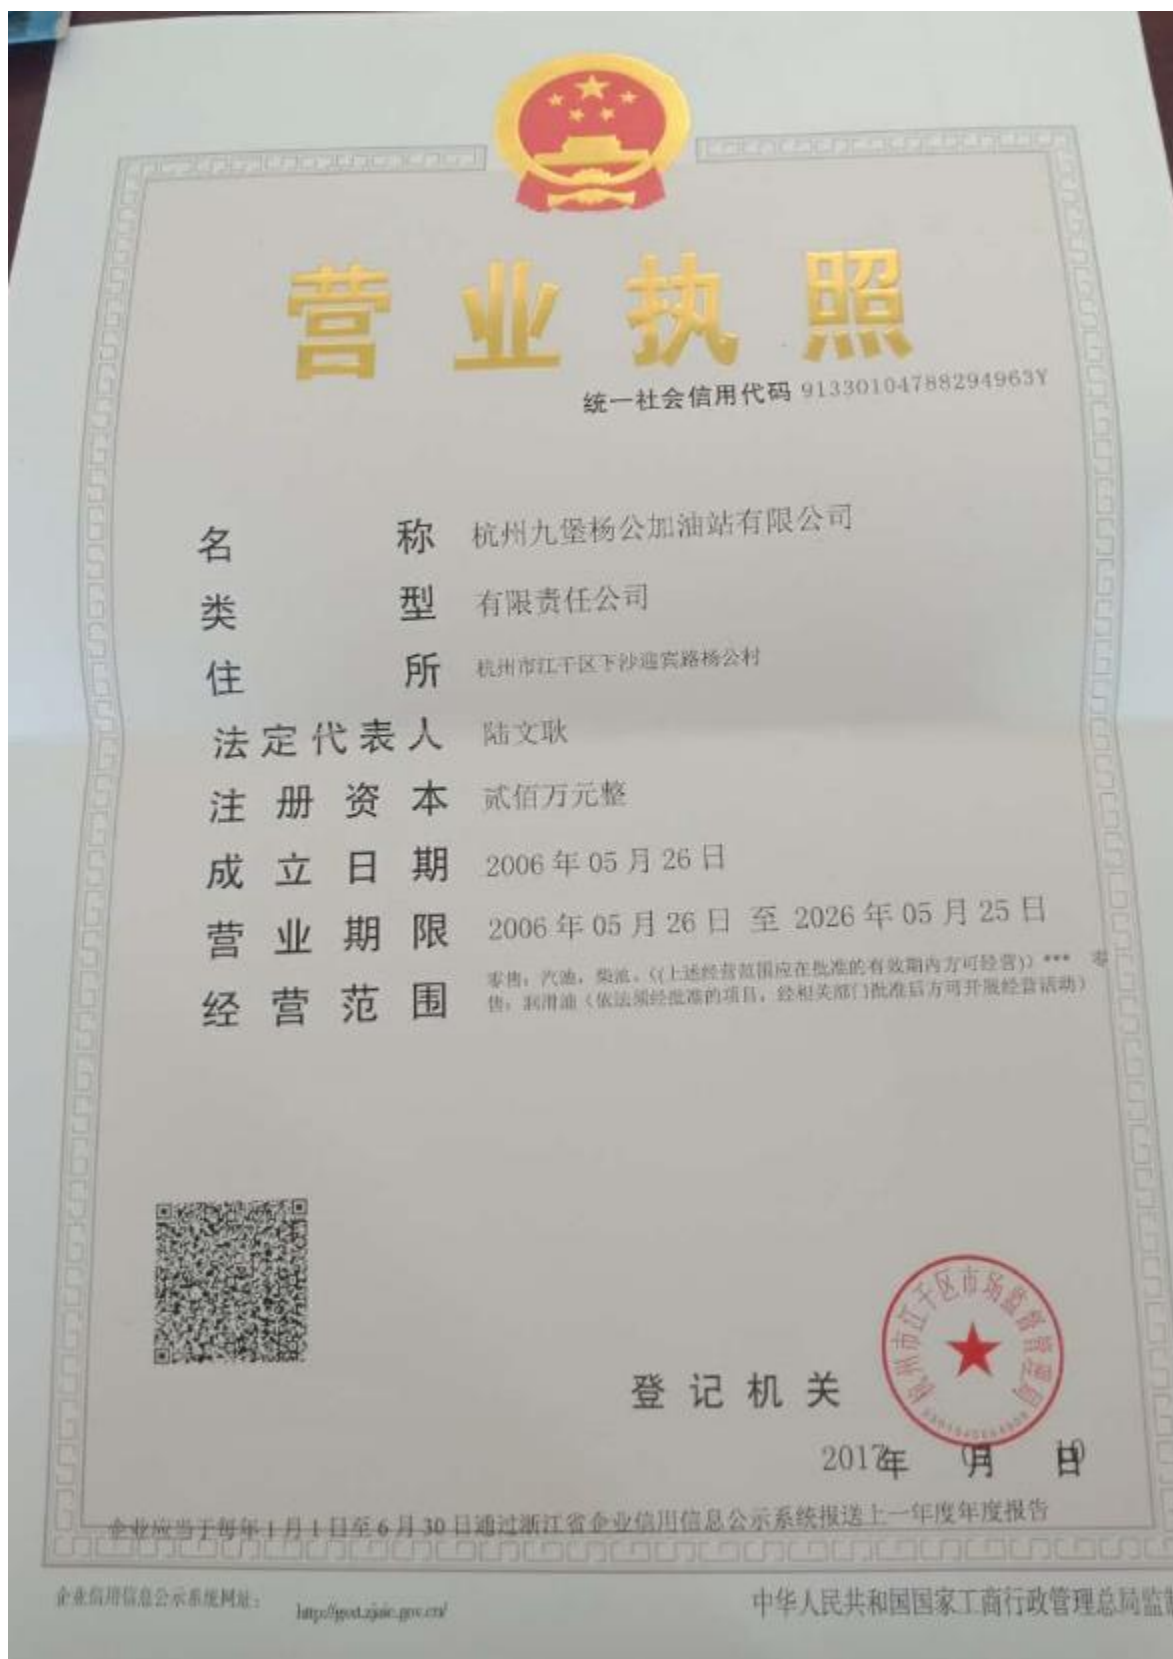 营业执照
统一社会信用代码 91330104788294963Y
名称 杭州九堡杨公加油站有限公司
类型 有限责任公司
住所 杭州市江干区下沙迎宾路杨公村
法定代表人 陆文耿
注册资本 贰佰万元整
成立日期 2006年05月26日
营业期限 2006年05月26日 至 2026年05月25日
经营范围 零售：汽油，柴油。（(上述经营范围应在批准的有效期内方可经营)）*** 零
售：润滑油（依法须经批准的项目，经相关部门批准后方可开展经营活动）
杭州市江干区市场监督管理局
登记机关
2017年 月 10日
企业应当于每年1月1日至6月30日通过浙江省企业信用信息公示系统报送上一年度年度报告
企业信用信息公示系统网址：
http://gsxt.zjaic.gov.cn/
中华人民共和国国家工商行政管理总局监制